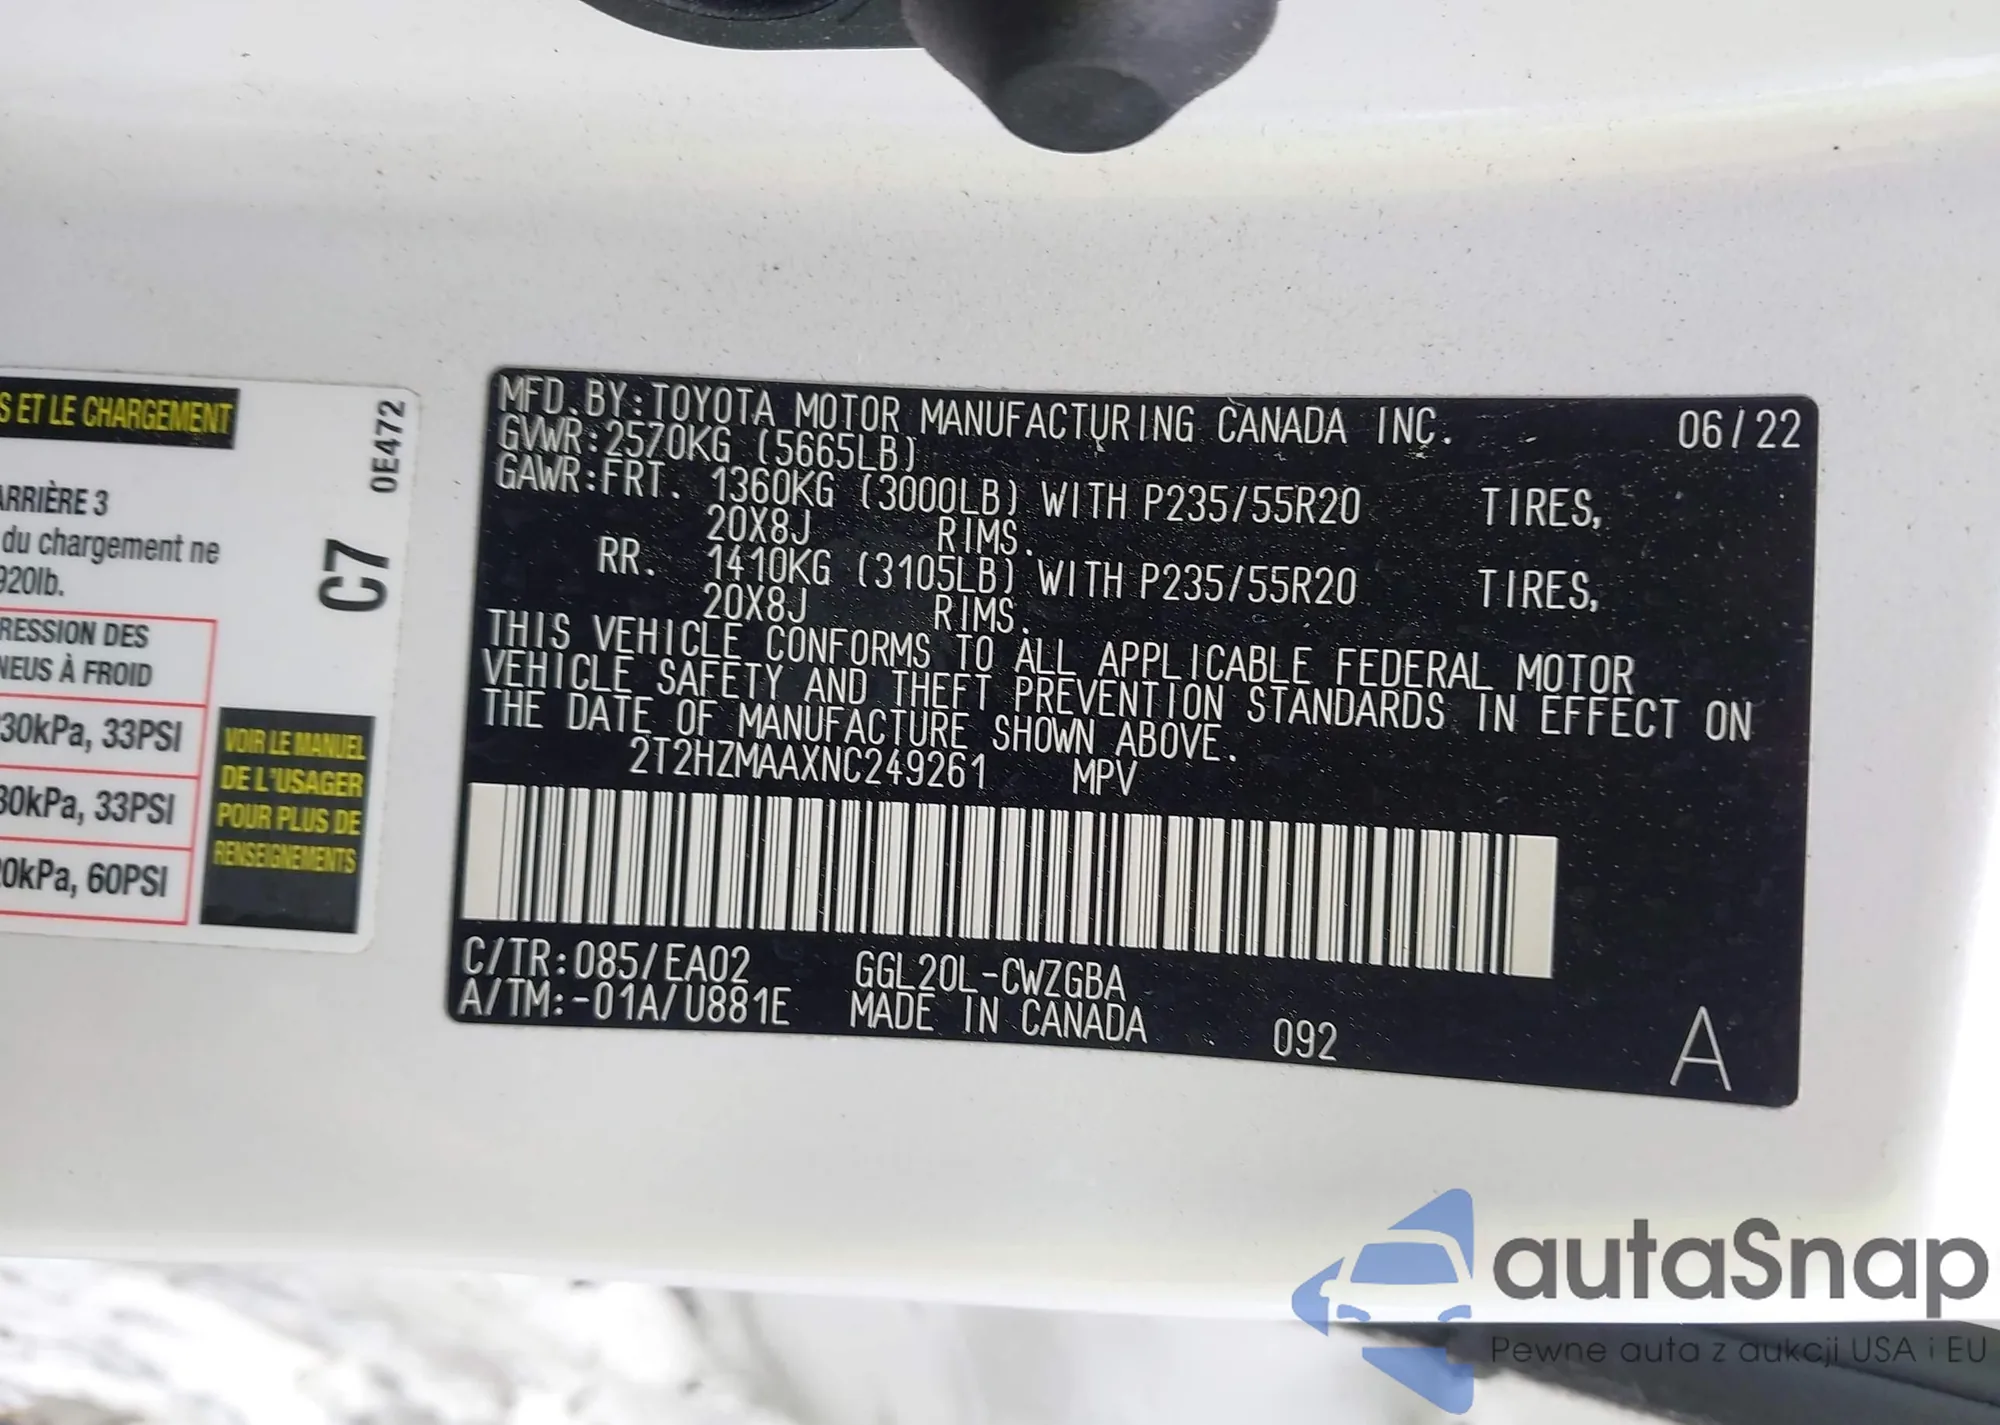 S ET LE CHARGEMENT
ARRIÈRE 3
du chargement ne
920lb.
RESSION DES
NEUS À FROID
230kPa, 33PSI
30kPa, 33PSI
20kPa, 60PSI
0E472
C7
VOIR LE MANUEL
DE L'USAGER
POUR PLUS DE
RENSEIGNEMENTS
MFD. BY: TOYOTA MOTOR MANUFACTURING CANADA INC. 06/22
GVWR: 2570KG (5665LB)
GAWR: FRT. 1360KG (3000LB) WITH P235/55R20 TIRES,
20X8J RIMS.
RR. 1410KG (3105LB) WITH P235/55R20 TIRES,
20X8J RIMS.
THIS VEHICLE CONFORMS TO ALL APPLICABLE FEDERAL MOTOR
VEHICLE SAFETY AND THEFT PREVENTION STANDARDS IN EFFECT ON
THE DATE OF MANUFACTURE SHOWN ABOVE.
2T2HZMAAXNC249261 MPV
C/TR: 085/EA02 GGL20L-CWZGBA
A/TM: -01A/U881E MADE IN CANADA 092 A
autaSnap
Pewne auta z aukcji USA i EU